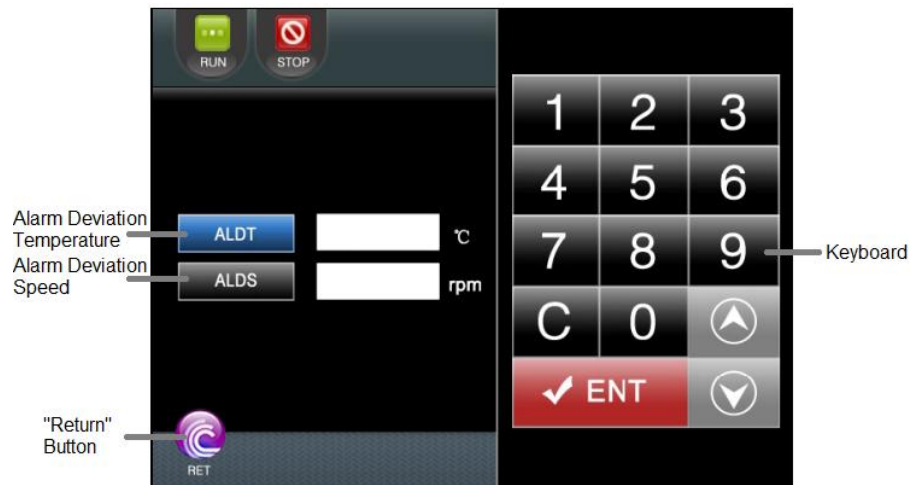 RUN
STOP
1 2 3
4 5 6
Alarm Deviation
Temperature
ALDT
℃
7 8 9
Keyboard
Alarm Deviation
Speed
ALDS
rpm
C 0
ENT
"Return"
Button
RET